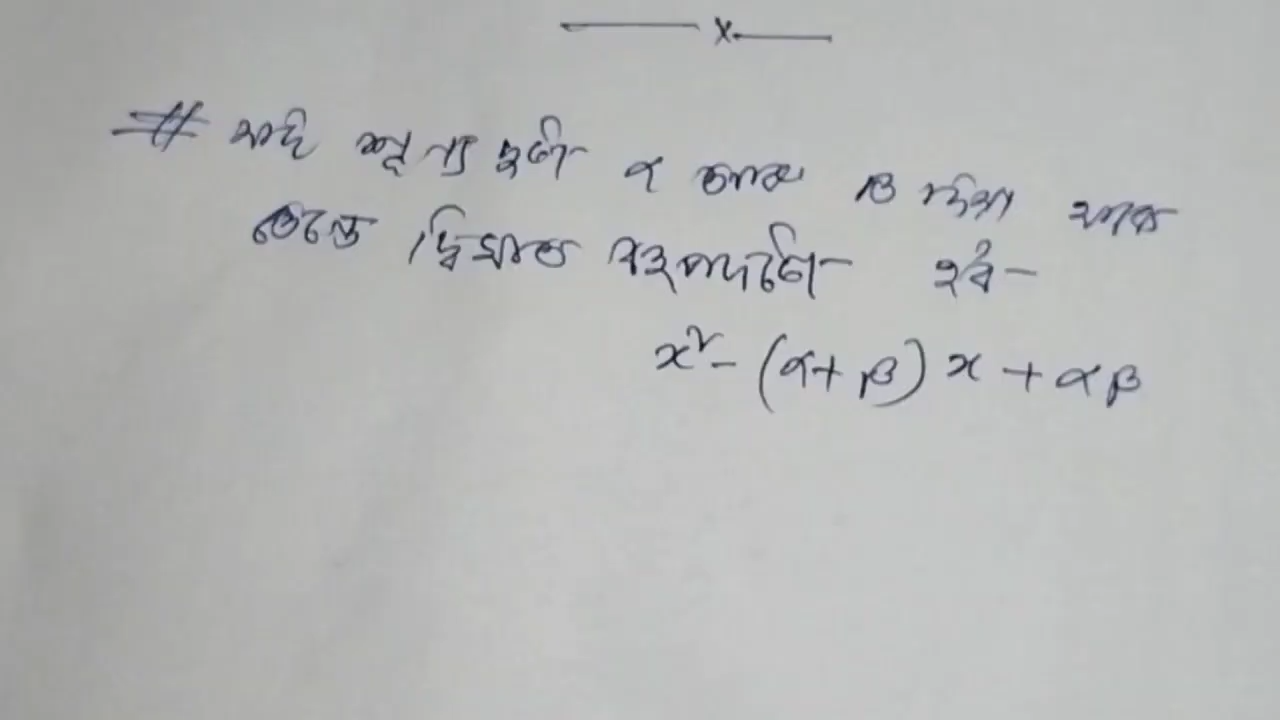 — x —
# যদি শূন্য দুটা α আৰু β দিয়া থাকে
তেন্তে দ্বিঘাত বহুপদটো হ'ব -
x² - (α + β) x + αβ